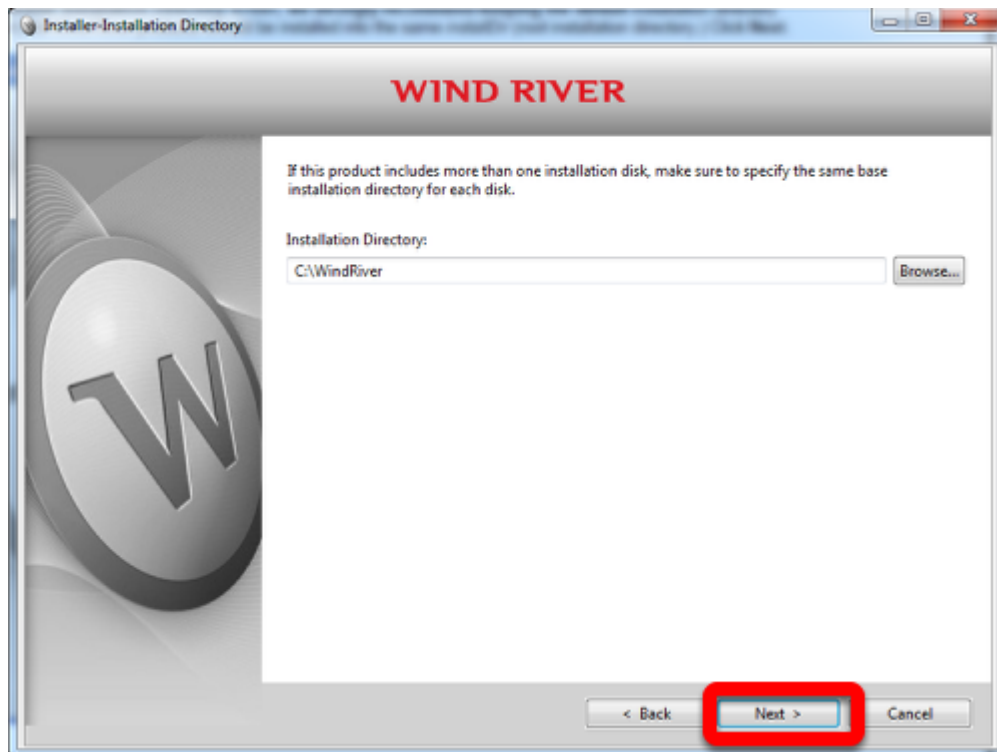 Installer-Installation Directory
WIND RIVER
If this product includes more than one installation disk, make sure to specify the same base
installation directory for each disk.
Installation Directory:
C:\WindRiver
Browse...
W
< Back
Next >
Cancel